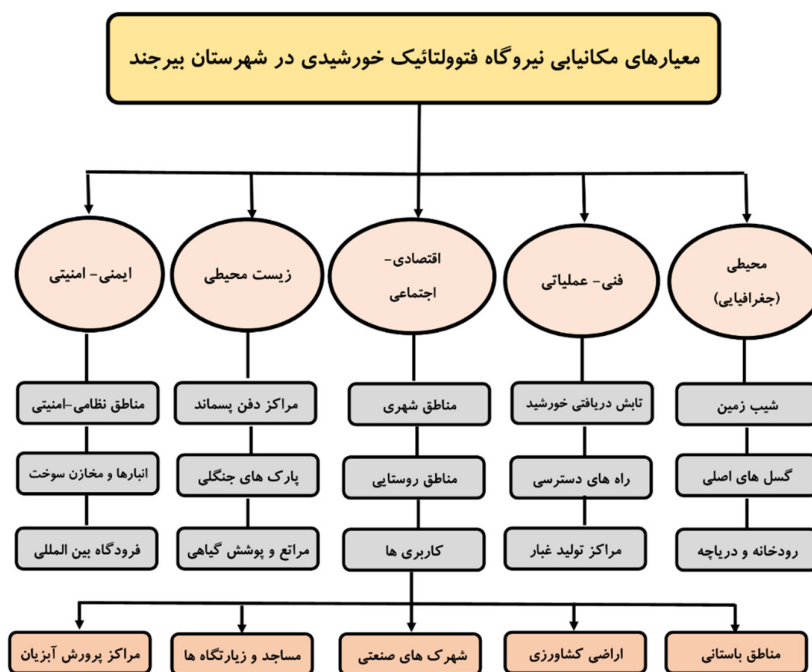 معیارهای مکانیابی نیروگاه فتوولتائیک خورشیدی در شهرستان بیرجند
محیطی
(جغرافیایی)
فنی- عملیاتی
اقتصادی-
اجتماعی
زیست محیطی
ایمنی- امنیتی
شیب زمین
تابش دریافتی خورشید
مناطق شهری
مراکز دفن پسماند
مناطق نظامی-امنیتی
گسل های اصلی
راه های دسترسی
مناطق روستایی
پارک های جنگلی
انبارها و مخازن سوخت
رودخانه و دریاچه
مراکز تولید غبار
کاربری ها
مراتع و پوشش گیاهی
فرودگاه بین المللی
مناطق باستانی
اراضی کشاورزی
شهرک های صنعتی
مساجد و زیارتگاه ها
مراکز پرورش آبزیان